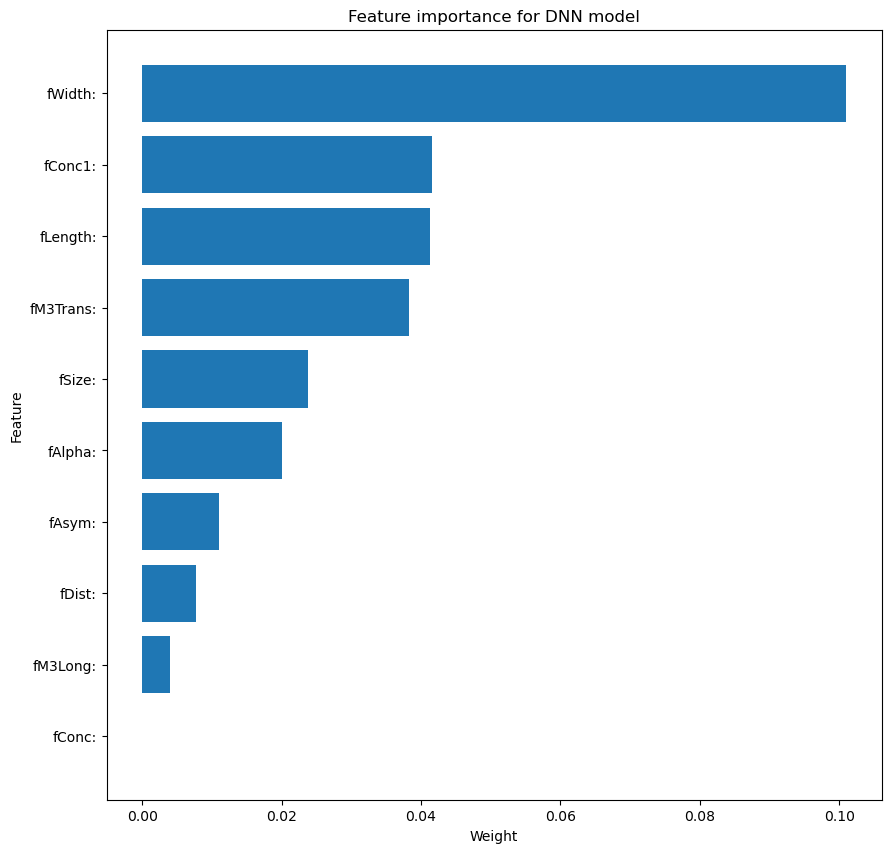 Feature importance for DNN model
Feature
fWidth:
fConc1:
fLength:
fM3Trans:
fSize:
fAlpha:
fAsym:
fDist:
fM3Long:
fConc:
0.00 0.02 0.04 0.06 0.08 0.10
Weight